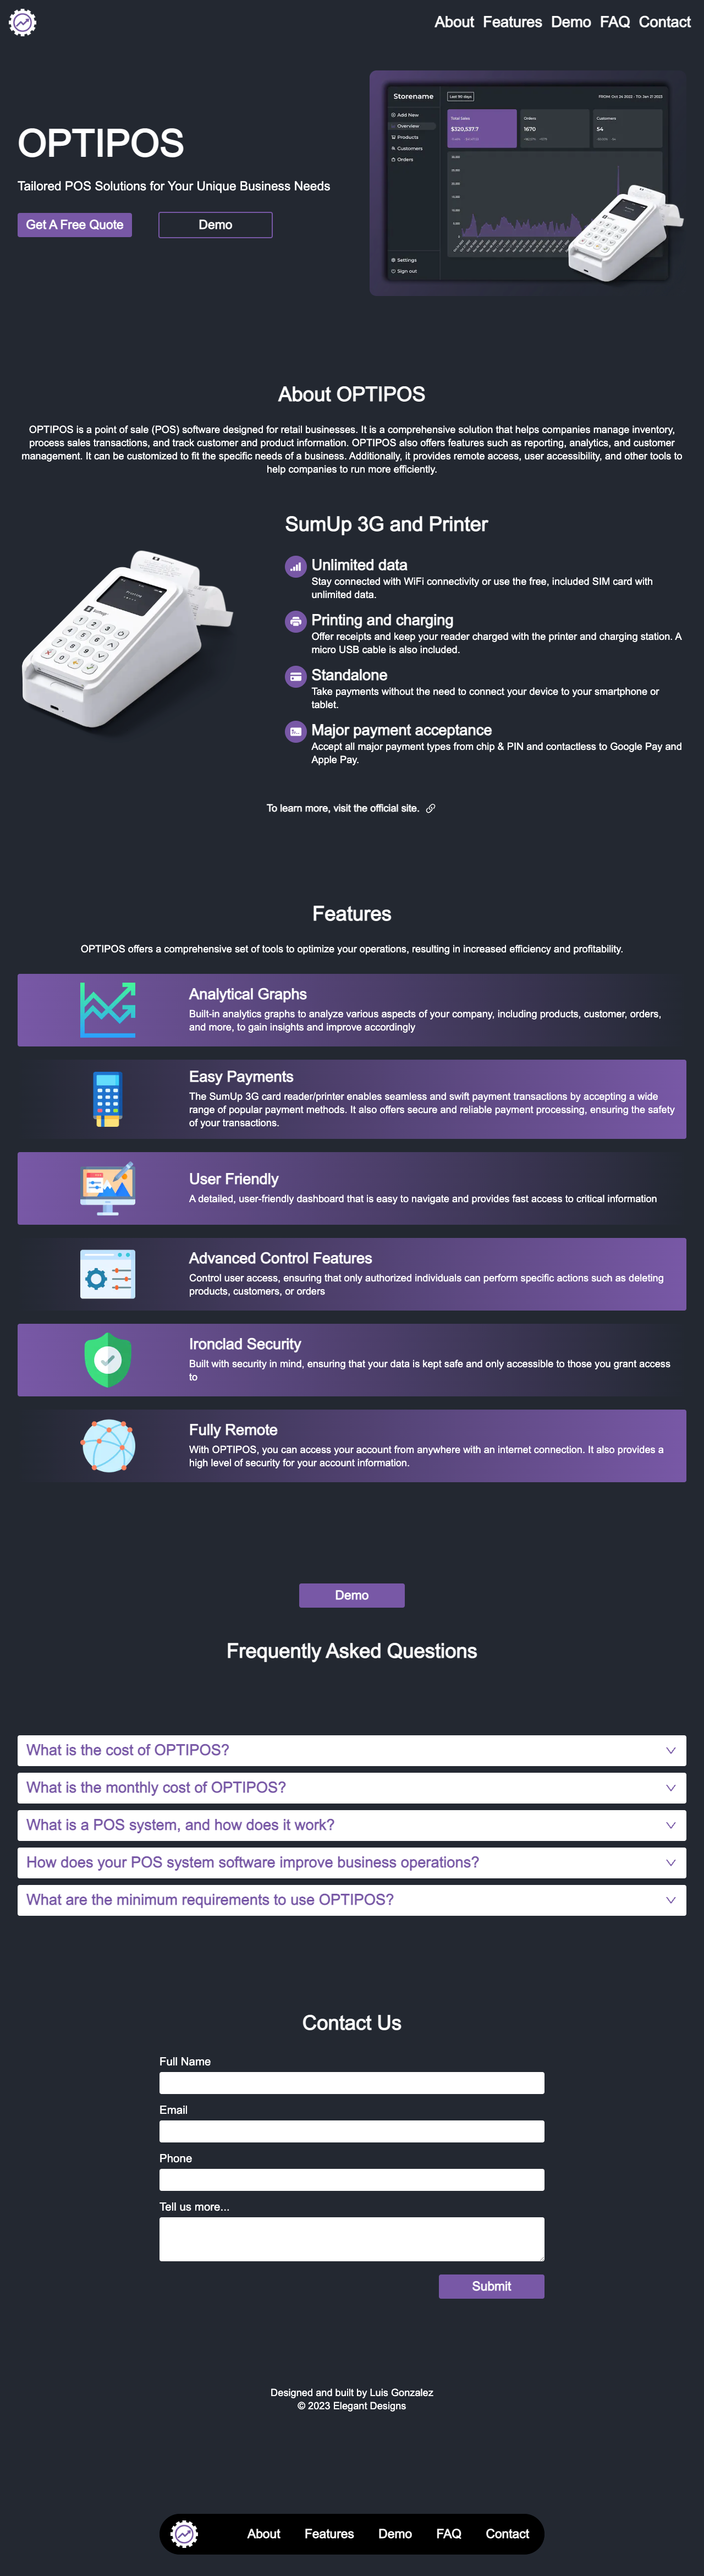 About Features Demo FAQ Contact
OPTIPOS
Tailored POS Solutions for Your Unique Business Needs
Get A Free Quote
Demo
Storename
Last 90 days
FROM: Oct 24 2022 - TO: Jan 21 2023
Add New
Overview
Products
Customers
Orders
Settings
Sign out
Total Sales
$320,537.7
Orders
1670
Customers
54
About OPTIPOS
OPTIPOS is a point of sale (POS) software designed for retail businesses. It is a comprehensive solution that helps companies manage inventory,
process sales transactions, and track customer and product information. OPTIPOS also offers features such as reporting, analytics, and customer
management. It can be customized to fit the specific needs of a business. Additionally, it provides remote access, user accessibility, and other tools to
help companies to run more efficiently.
SumUp 3G and Printer
Unlimited data
Stay connected with WiFi connectivity or use the free, included SIM card with
unlimited data.
Printing and charging
Offer receipts and keep your reader charged with the printer and charging station. A
micro USB cable is also included.
Standalone
Take payments without the need to connect your device to your smartphone or
tablet.
Major payment acceptance
Accept all major payment types from chip & PIN and contactless to Google Pay and
Apple Pay.
To learn more, visit the official site.
Features
OPTIPOS offers a comprehensive set of tools to optimize your operations, resulting in increased efficiency and profitability.
Analytical Graphs
Built-in analytics graphs to analyze various aspects of your company, including products, customer, orders,
and more, to gain insights and improve accordingly
Easy Payments
The SumUp 3G card reader/printer enables seamless and swift payment transactions by accepting a wide
range of popular payment methods. It also offers secure and reliable payment processing, ensuring the safety
of your transactions.
User Friendly
A detailed, user-friendly dashboard that is easy to navigate and provides fast access to critical information
Advanced Control Features
Control user access, ensuring that only authorized individuals can perform specific actions such as deleting
products, customers, or orders
Ironclad Security
Built with security in mind, ensuring that your data is kept safe and only accessible to those you grant access
to
Fully Remote
With OPTIPOS, you can access your account from anywhere with an internet connection. It also provides a
high level of security for your account information.
Demo
Frequently Asked Questions
What is the cost of OPTIPOS?
What is the monthly cost of OPTIPOS?
What is a POS system, and how does it work?
How does your POS system software improve business operations?
What are the minimum requirements to use OPTIPOS?
Contact Us
Full Name
Email
Phone
Tell us more...
Submit
Designed and built by Luis Gonzalez
© 2023 Elegant Designs
About Features Demo FAQ Contact